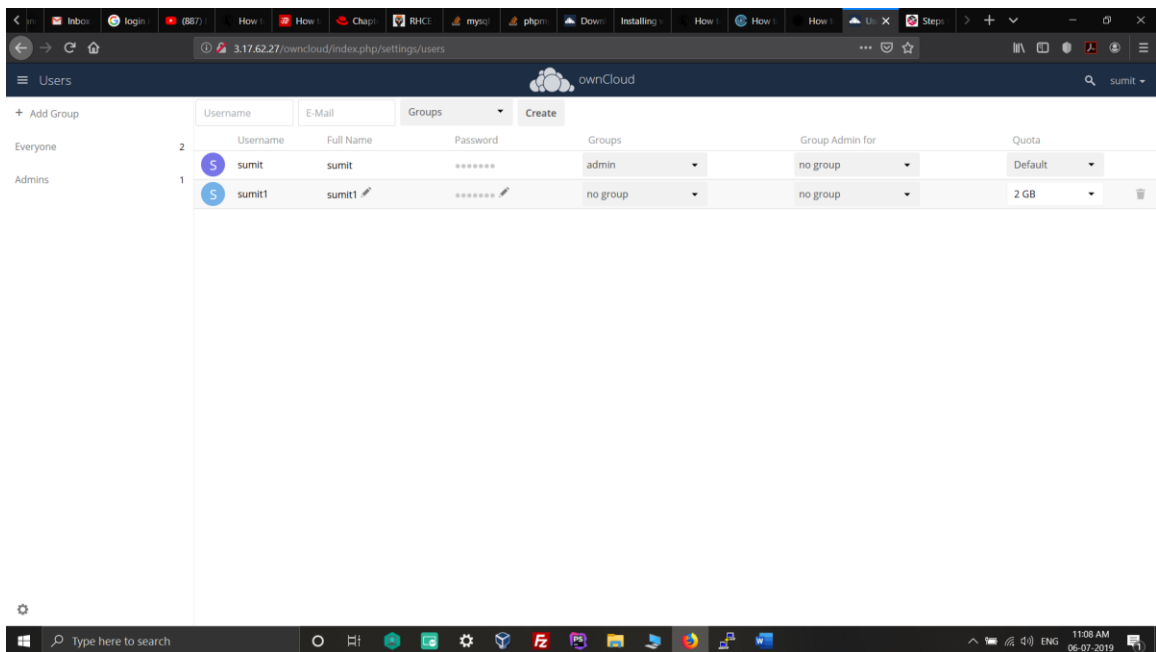 Inbox login (887) How t How t Chapt RHCE mysql phpm Down Installing v How t How t How t Us Steps
3.17.62.27/owncloud/index.php/settings/users
Users ownCloud sumit
+ Add Group Username E-Mail Groups Create
Everyone 2
Username Full Name Password Groups Group Admin for Quota
S sumit sumit admin no group Default
Admins 1
S sumit1 sumit1 no group no group 2 GB
Type here to search
ENG 11:08 AM
06-07-2019